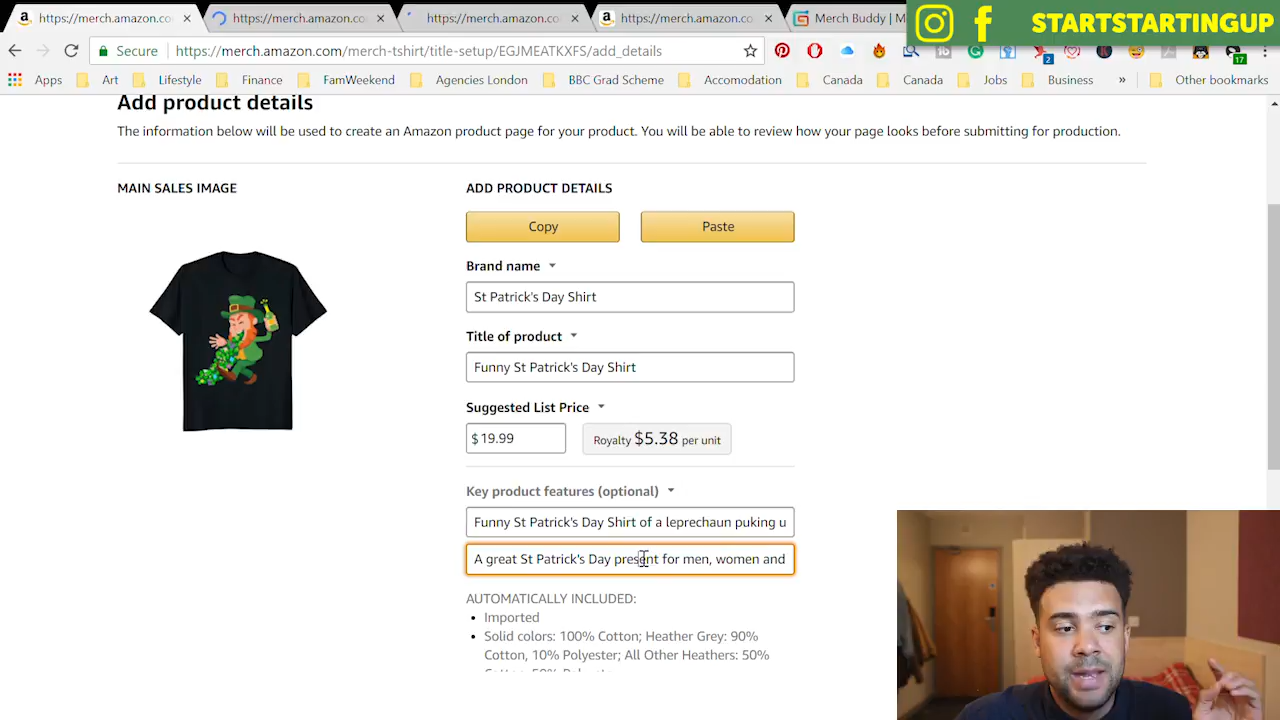 https://merch.amazon.co
https://merch.amazon.co
https://merch.amazon.co
https://merch.amazon.co
Merch Buddy | M
STARTSTARTINGUP
Secure
https://merch.amazon.com/merch-tshirt/title-setup/EGJMEATKXFS/add_details
2
17
Apps
Art
Lifestyle
Finance
FamWeekend
Agencies London
BBC Grad Scheme
Accomodation
Canada
Canada
Jobs
Business
»
Other bookmarks
Add product details
The information below will be used to create an Amazon product page for your product. You will be able to review how your page looks before submitting for production.
MAIN SALES IMAGE
ADD PRODUCT DETAILS
Copy
Paste
Brand name
St Patrick's Day Shirt
Title of product
Funny St Patrick's Day Shirt
Suggested List Price
$ 19.99
Royalty $5.38 per unit
Key product features (optional)
Funny St Patrick's Day Shirt of a leprechaun puking u
A great St Patrick's Day present for men, women and
AUTOMATICALLY INCLUDED:
• Imported
• Solid colors: 100% Cotton; Heather Grey: 90%
Cotton, 10% Polyester; All Other Heathers: 50%